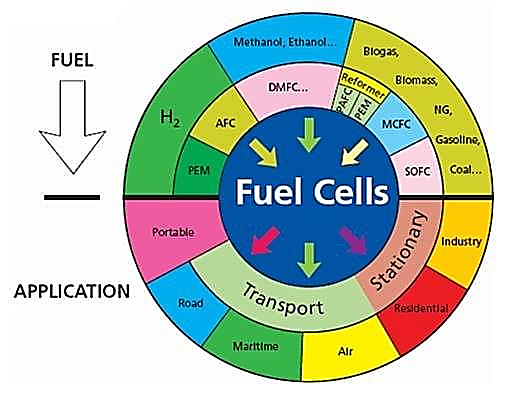 FUEL
Methanol, Ethanol...
Biogas,
Biomass,
NG,
Gasoline,
Coal...
H2
DMFC...
Reformer
PAFC
PEM
AFC
MCFC
PEM
SOFC
Fuel Cells
Portable
Stationary
Industry
APPLICATION
Road
Transport
Residential
Maritime
Air